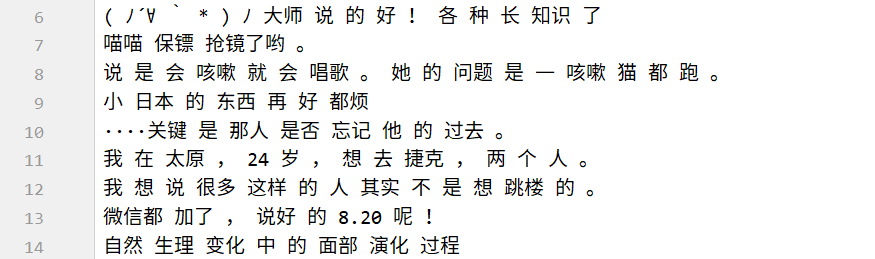 6 ( ﾉ´∀ ｀ * ) ﾉ 大师 说 的 好 ！ 各 种 长 知识 了
7 喵喵 保镖 抢镜了哟 。
8 说 是 会 咳嗽 就 会 唱歌 。 她 的 问题 是 一 咳嗽 猫 都 跑 。
9 小 日本 的 东西 再 好 都烦
10 ····关键 是 那人 是否 忘记 他 的 过去 。
11 我 在 太原 ， 24 岁 ， 想 去 捷克 ， 两 个 人 。
12 我 想 说 很多 这样 的 人 其实 不 是 想 跳楼 的 。
13 微信都 加了 ， 说好 的 8.20 呢 ！
14 自然 生理 变化 中 的 面部 演化 过程